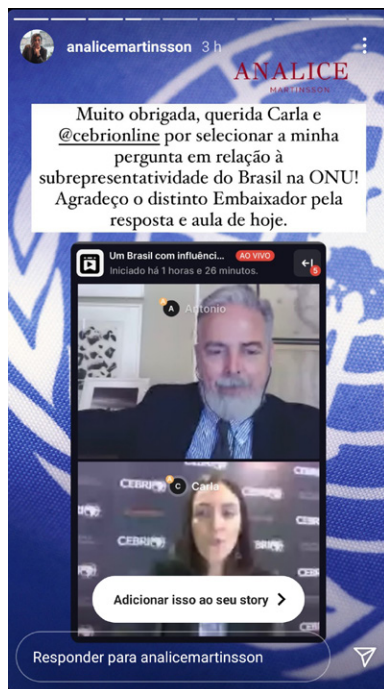 analicemartinsson 3 h
ANALICE
MARTINSSON
Muito obrigada, querida Carla e
@cebrionline por selecionar a minha
pergunta em relação à
subrepresentatividade do Brasil na ONU!
Agradeço o distinto Embaixador pela
resposta e aula de hoje.
Um Brasil com influênci... AO VIVO
Iniciado há 1 horas e 26 minutos.
5
A Antonio
CEBRI
C Carla
CEBRI
CEBRI
Adicionar isso ao seu story
Responder para analicemartinsson